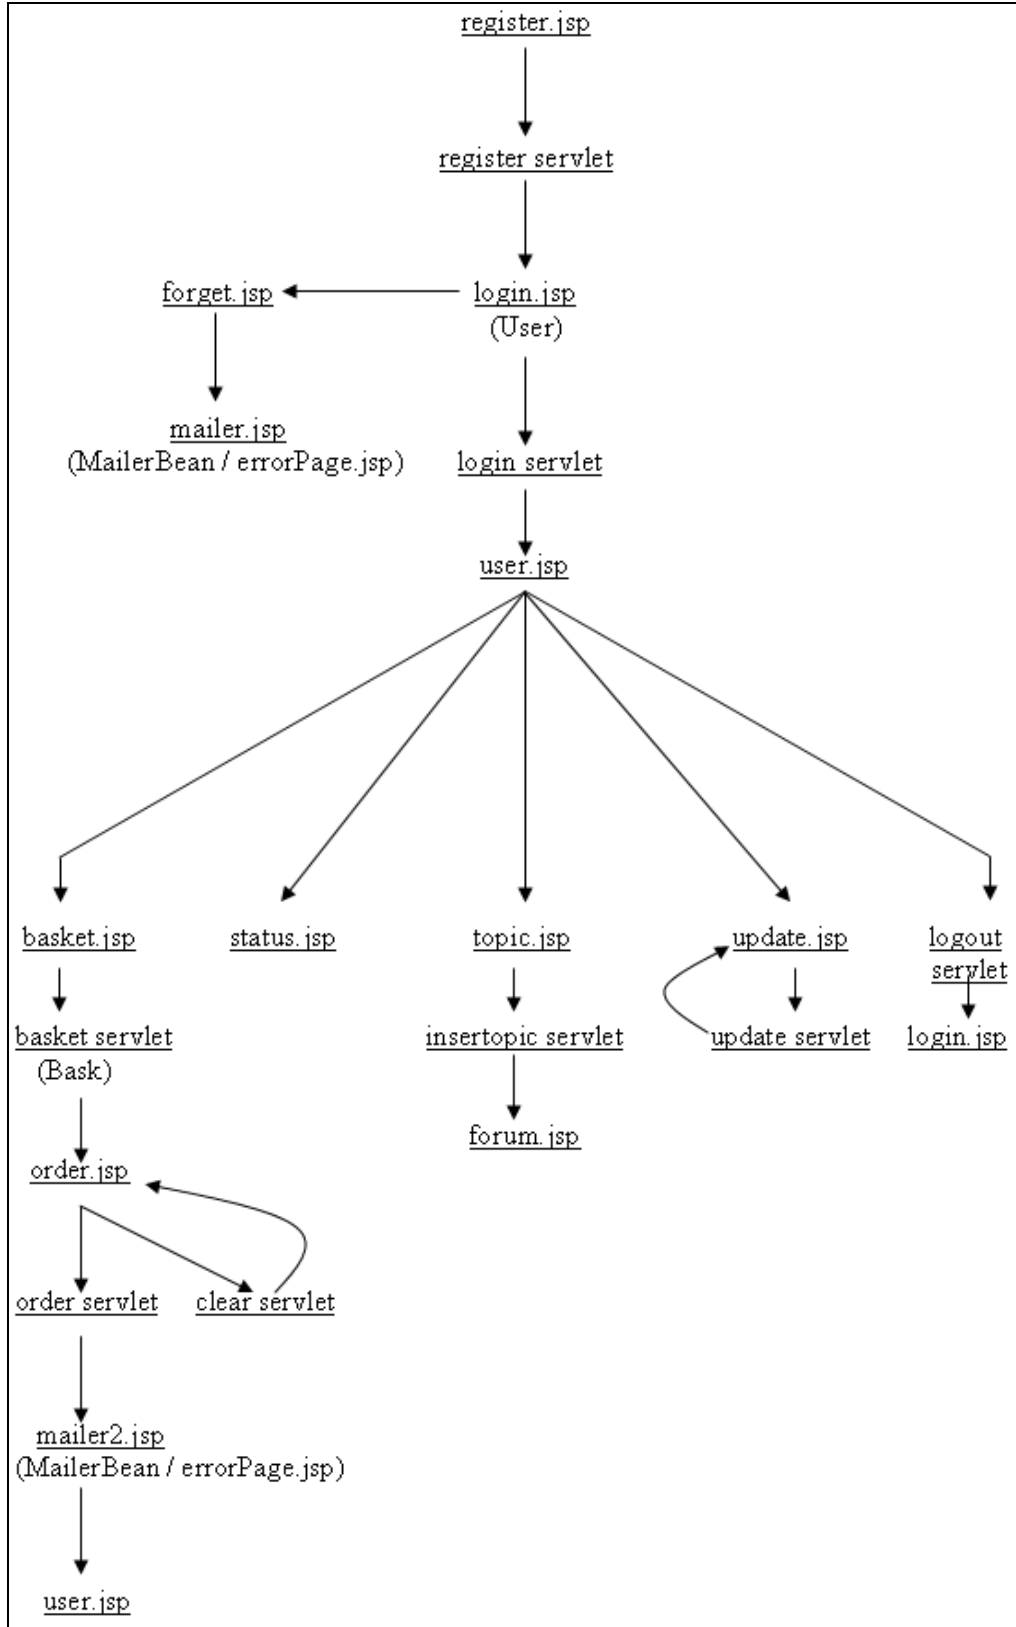 register.jsp
register servlet
forget.jsp
login.jsp
(User)
mailer.jsp
(MailerBean / errorPage.jsp)
login servlet
user.jsp
basket.jsp
status.jsp
topic.jsp
update.jsp
logout
servlet
basket servlet
(Bask)
insertopic servlet
update servlet
login.jsp
forum.jsp
order.jsp
order servlet
clear servlet
mailer2.jsp
(MailerBean / errorPage.jsp)
user.jsp